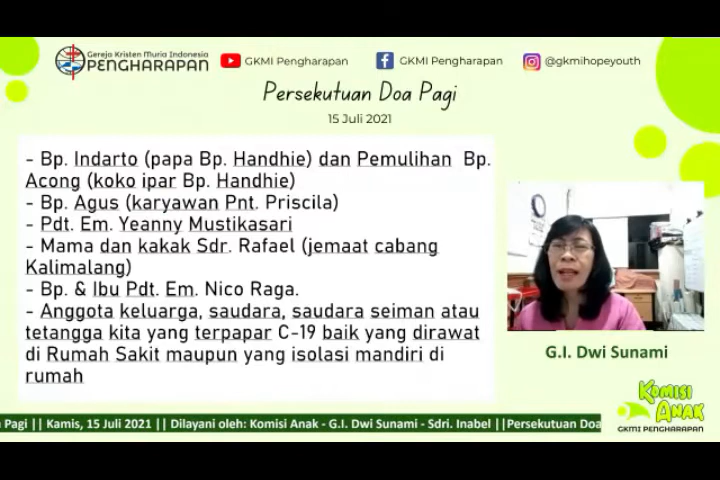 Gereja Kristen Muria Indonesia
PENGHARAPAN
GKMI Pengharapan
GKMI Pengharapan
@gkmihopeyouth
Persekutuan Doa Pagi
15 Juli 2021
- Bp. Indarto (papa Bp. Handhie) dan Pemulihan Bp.
Acong (koko ipar Bp. Handhie)
- Bp. Agus (karyawan Pnt. Priscila)
- Pdt. Em. Yeanny Mustikasari
- Mama dan kakak Sdr. Rafael (jemaat cabang
Kalimalang)
- Bp. & Ibu Pdt. Em. Nico Raga.
- Anggota keluarga, saudara, saudara seiman atau
tetangga kita yang terpapar C-19 baik yang dirawat
di Rumah Sakit maupun yang isolasi mandiri di
rumah
G.I. Dwi Sunami
KOMISI
ANAK
GKMI PENGHARAPAN
Pagi || Kamis, 15 Juli 2021 || Dilayani oleh: Komisi Anak - G.I. Dwi Sunami - Sdri. Inabel ||Persekutuan Doa